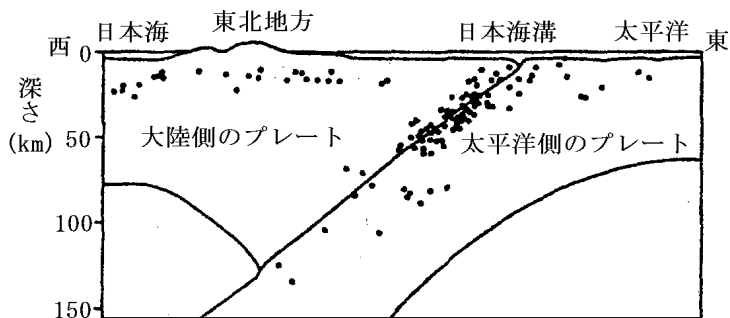 日本海 東北地方 日本海溝 太平洋
西 0 東
深さ
(km)
50
大陸側のプレート 太平洋側のプレート
100
150